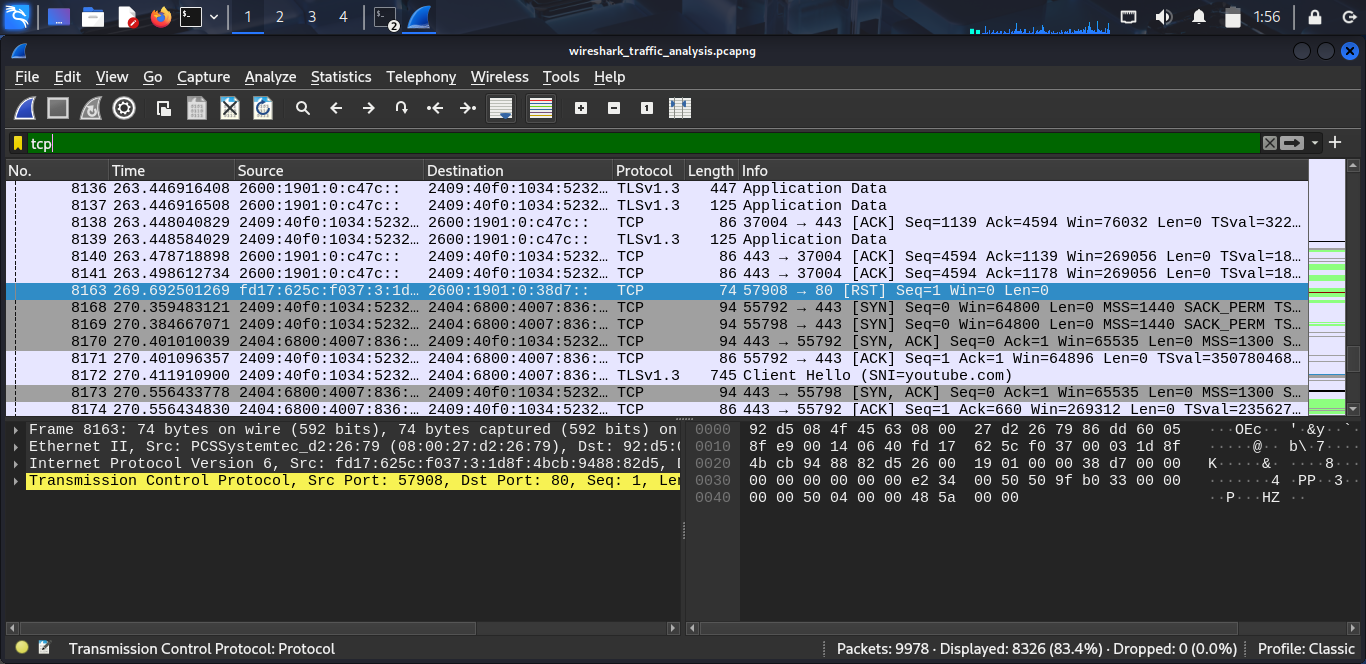 1 2 3 4 2 1:56
wireshark_traffic_analysis.pcapng
File Edit View Go Capture Analyze Statistics Telephony Wireless Tools Help
tcp
No. Time Source Destination Protocol Length Info
8136 263.446916408 2600:1901:0:c47c:: 2409:40f0:1034:5232… TLSv1.3 447 Application Data
8137 263.446916508 2600:1901:0:c47c:: 2409:40f0:1034:5232… TLSv1.3 125 Application Data
8138 263.448040829 2409:40f0:1034:5232… 2600:1901:0:c47c:: TCP 86 37004 → 443 [ACK] Seq=1139 Ack=4594 Win=76032 Len=0 TSval=322…
8139 263.448584029 2409:40f0:1034:5232… 2600:1901:0:c47c:: TLSv1.3 125 Application Data
8140 263.478718898 2600:1901:0:c47c:: 2409:40f0:1034:5232… TCP 86 443 → 37004 [ACK] Seq=4594 Ack=1139 Win=269056 Len=0 TSval=18…
8141 263.498612734 2600:1901:0:c47c:: 2409:40f0:1034:5232… TCP 86 443 → 37004 [ACK] Seq=4594 Ack=1178 Win=269056 Len=0 TSval=18…
8163 269.692501269 fd17:625c:f037:3:1d… 2600:1901:0:38d7:: TCP 74 57908 → 80 [RST] Seq=1 Win=0 Len=0
8168 270.359483121 2409:40f0:1034:5232… 2404:6800:4007:836:… TCP 94 55792 → 443 [SYN] Seq=0 Win=64800 Len=0 MSS=1440 SACK_PERM TS…
8169 270.384667071 2409:40f0:1034:5232… 2404:6800:4007:836:… TCP 94 55798 → 443 [SYN] Seq=0 Win=64800 Len=0 MSS=1440 SACK_PERM TS…
8170 270.401010039 2404:6800:4007:836:… 2409:40f0:1034:5232… TCP 94 443 → 55792 [SYN, ACK] Seq=0 Ack=1 Win=65535 Len=0 MSS=1300 S…
8171 270.401096357 2409:40f0:1034:5232… 2404:6800:4007:836:… TCP 86 55792 → 443 [ACK] Seq=1 Ack=1 Win=64896 Len=0 TSval=350780468…
8172 270.411910900 2409:40f0:1034:5232… 2404:6800:4007:836:… TLSv1.3 745 Client Hello (SNI=youtube.com)
8173 270.556433778 2404:6800:4007:836:… 2409:40f0:1034:5232… TCP 94 443 → 55798 [SYN, ACK] Seq=0 Ack=1 Win=65535 Len=0 MSS=1300 S…
8174 270.556434830 2404:6800:4007:836:… 2409:40f0:1034:5232… TCP 86 443 → 55792 [ACK] Seq=1 Ack=660 Win=269312 Len=0 TSval=235627…
Frame 8163: 74 bytes on wire (592 bits), 74 bytes captured (592 bits) on
Ethernet II, Src: PCSSystemtec_d2:26:79 (08:00:27:d2:26:79), Dst: 92:d5:0
Internet Protocol Version 6, Src: fd17:625c:f037:3:1d8f:4bcb:9488:82d5, D
Transmission Control Protocol, Src Port: 57908, Dst Port: 80, Seq: 1, Le
0000 92 d5 08 4f 45 63 08 00 27 d2 26 79 86 dd 60 05 ···OEc·· '·&y··`·
0010 8f e9 00 14 06 40 fd 17 62 5c f0 37 00 03 1d 8f ·····@·· b\·7····
0020 4b cb 94 88 82 d5 26 00 19 01 00 00 38 d7 00 00 K·····&· ····8···
0030 00 00 00 00 00 00 e2 34 00 50 50 9f b0 33 00 00 ·······4 ·PP··3··
0040 00 00 50 04 00 00 48 5a 00 00 ··P···HZ ··
Transmission Control Protocol: Protocol
Packets: 9978 · Displayed: 8326 (83.4%) · Dropped: 0 (0.0%)
Profile: Classic